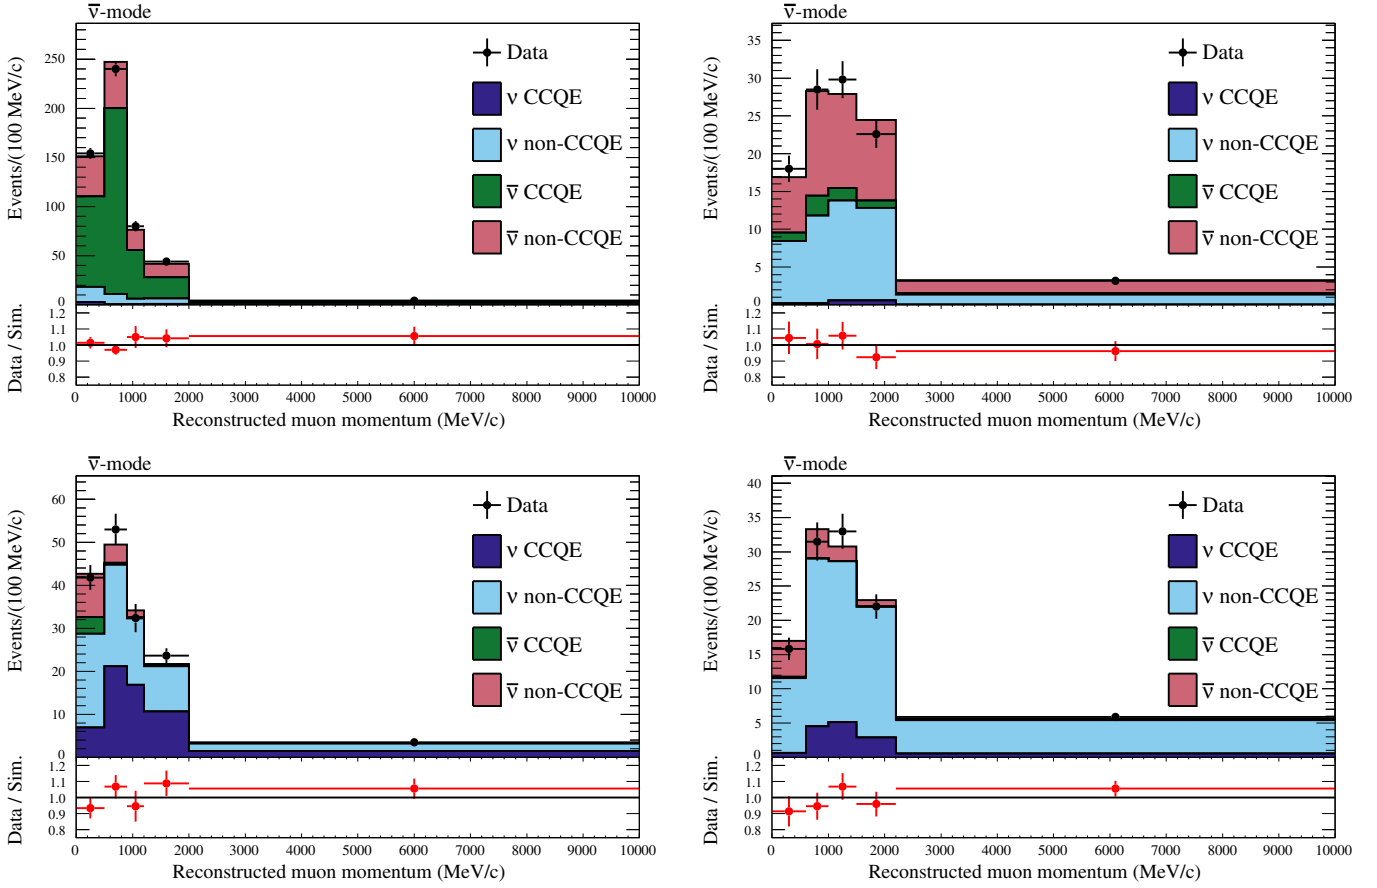 ν̅-mode
Events/(100 MeV/c)
250
200
150
100
50
0
Data
ν CCQE
ν non-CCQE
ν̅ CCQE
ν̅ non-CCQE
Data / Sim.
1.2
1.1
1.0
0.9
0.8
0 1000 2000 3000 4000 5000 6000 7000 8000 9000 10000
Reconstructed muon momentum (MeV/c)
ν̅-mode
Events/(100 MeV/c)
35
30
25
20
15
10
5
0
Data
ν CCQE
ν non-CCQE
ν̅ CCQE
ν̅ non-CCQE
Data / Sim.
1.2
1.1
1.0
0.9
0.8
0 1000 2000 3000 4000 5000 6000 7000 8000 9000 10000
Reconstructed muon momentum (MeV/c)
ν̅-mode
Events/(100 MeV/c)
60
50
40
30
20
10
0
Data
ν CCQE
ν non-CCQE
ν̅ CCQE
ν̅ non-CCQE
Data / Sim.
1.2
1.1
1.0
0.9
0.8
0 1000 2000 3000 4000 5000 6000 7000 8000 9000 10000
Reconstructed muon momentum (MeV/c)
ν̅-mode
Events/(100 MeV/c)
40
35
30
25
20
15
10
5
0
Data
ν CCQE
ν non-CCQE
ν̅ CCQE
ν̅ non-CCQE
Data / Sim.
1.2
1.1
1.0
0.9
0.8
0 1000 2000 3000 4000 5000 6000 7000 8000 9000 10000
Reconstructed muon momentum (MeV/c)